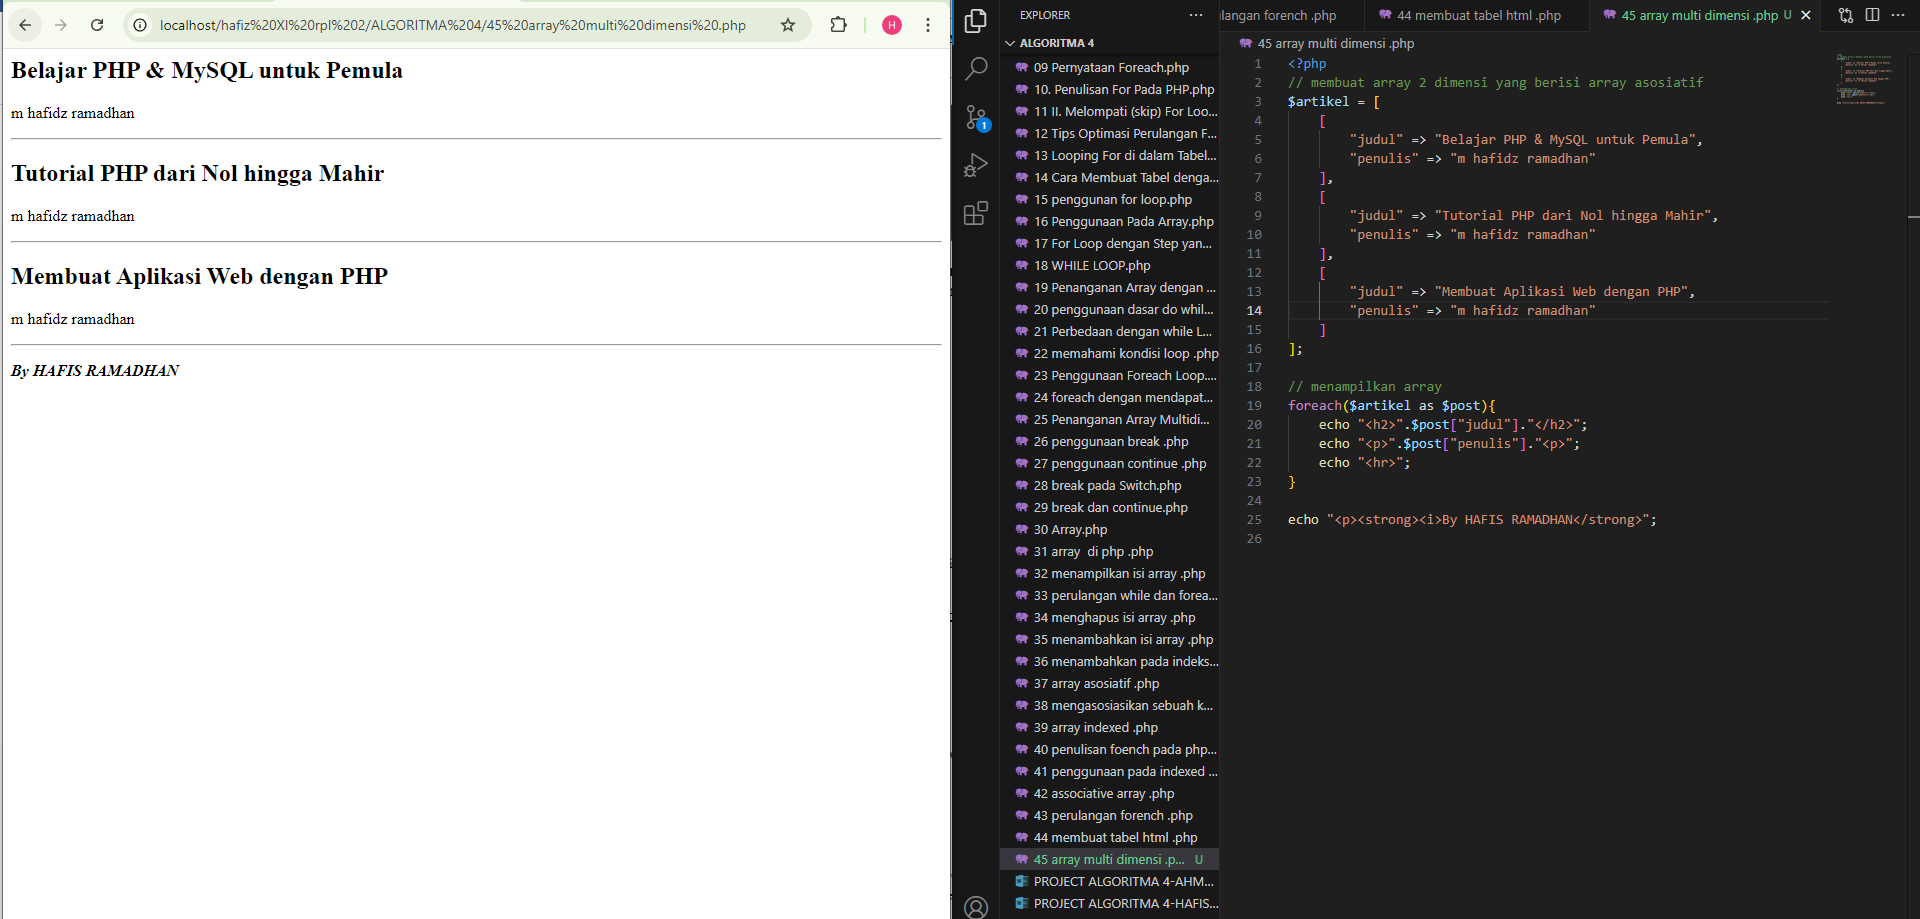 localhost/hafiz%20XI%20rpl%202/ALGORITMA%204/45%20array%20multi%20dimensi%20.php
H
Belajar PHP & MySQL untuk Pemula
m hafidz ramadhan
Tutorial PHP dari Nol hingga Mahir
m hafidz ramadhan
Membuat Aplikasi Web dengan PHP
m hafidz ramadhan
By HAFIS RAMADHAN
1
EXPLORER
ALGORITMA 4
09 Pernyataan Foreach.php
10. Penulisan For Pada PHP.php
11 II. Melompati (skip) For Loo...
12 Tips Optimasi Perulangan F...
13 Looping For di dalam Tabel...
14 Cara Membuat Tabel denga...
15 penggunan for loop.php
16 Penggunaan Pada Array.php
17 For Loop dengan Step yan...
18 WHILE LOOP.php
19 Penanganan Array dengan ...
20 penggunaan dasar do whil...
21 Perbedaan dengan while L...
22 memahami kondisi loop .php
23 Penggunaan Foreach Loop....
24 foreach dengan mendapat...
25 Penanganan Array Multidi...
26 penggunaan break .php
27 penggunaan continue .php
28 break pada Switch.php
29 break dan continue.php
30 Array.php
31 array  di php .php
32 menampilkan isi array .php
33 perulangan while dan forea...
34 menghapus isi array .php
35 menambahkan isi array .php
36 menambahkan pada indeks...
37 array asosiatif .php
38 mengasosiasikan sebuah k...
39 array indexed .php
40 penulisan foench pada php...
41 penggunaan pada indexed ...
42 associative array .php
43 perulangan forench .php
44 membuat tabel html .php
45 array multi dimensi .p... U
PROJECT ALGORITMA 4-AHM...
PROJECT ALGORITMA 4-HAFIS...
langan forench .php
44 membuat tabel html .php
45 array multi dimensi .php U
45 array multi dimensi .php
1 <?php
2 // membuat array 2 dimensi yang berisi array asosiatif
3 $artikel = [
4 [
5 "judul" => "Belajar PHP & MySQL untuk Pemula",
6 "penulis" => "m hafidz ramadhan"
7 ],
8 [
9 "judul" => "Tutorial PHP dari Nol hingga Mahir",
10 "penulis" => "m hafidz ramadhan"
11 ],
12 [
13 "judul" => "Membuat Aplikasi Web dengan PHP",
14 "penulis" => "m hafidz ramadhan"
15 ]
16 ];
17
18 // menampilkan array
19 foreach($artikel as $post){
20 echo "<h2>".$post["judul"]."</h2>";
21 echo "<p>".$post["penulis"]."<p>";
22 echo "<hr>";
23 }
24
25 echo "<p><strong><i>By HAFIS RAMADHAN</strong>";
26